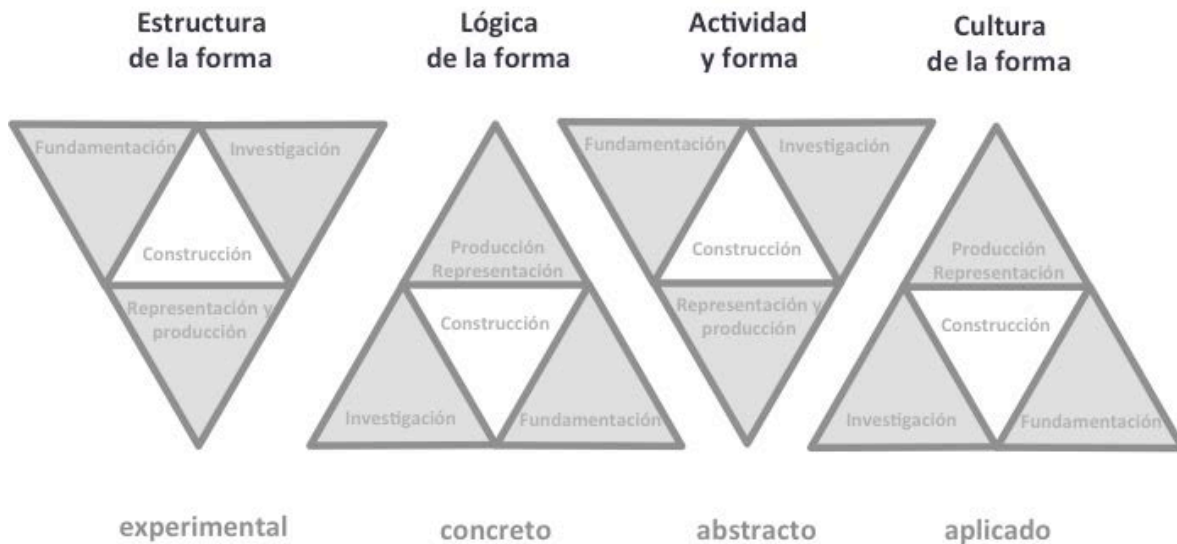 Estructura
de la forma
Lógica
de la forma
Actividad
y forma
Cultura
de la forma
Fundamentación
Investigación
Construcción
Representación y
producción
Producción
Representación
Construcción
Investigación
Fundamentación
Fundamentación
Investigación
Construcción
Representación y
producción
Producción
Representación
Construcción
Investigación
Fundamentación
experimental
concreto
abstracto
aplicado